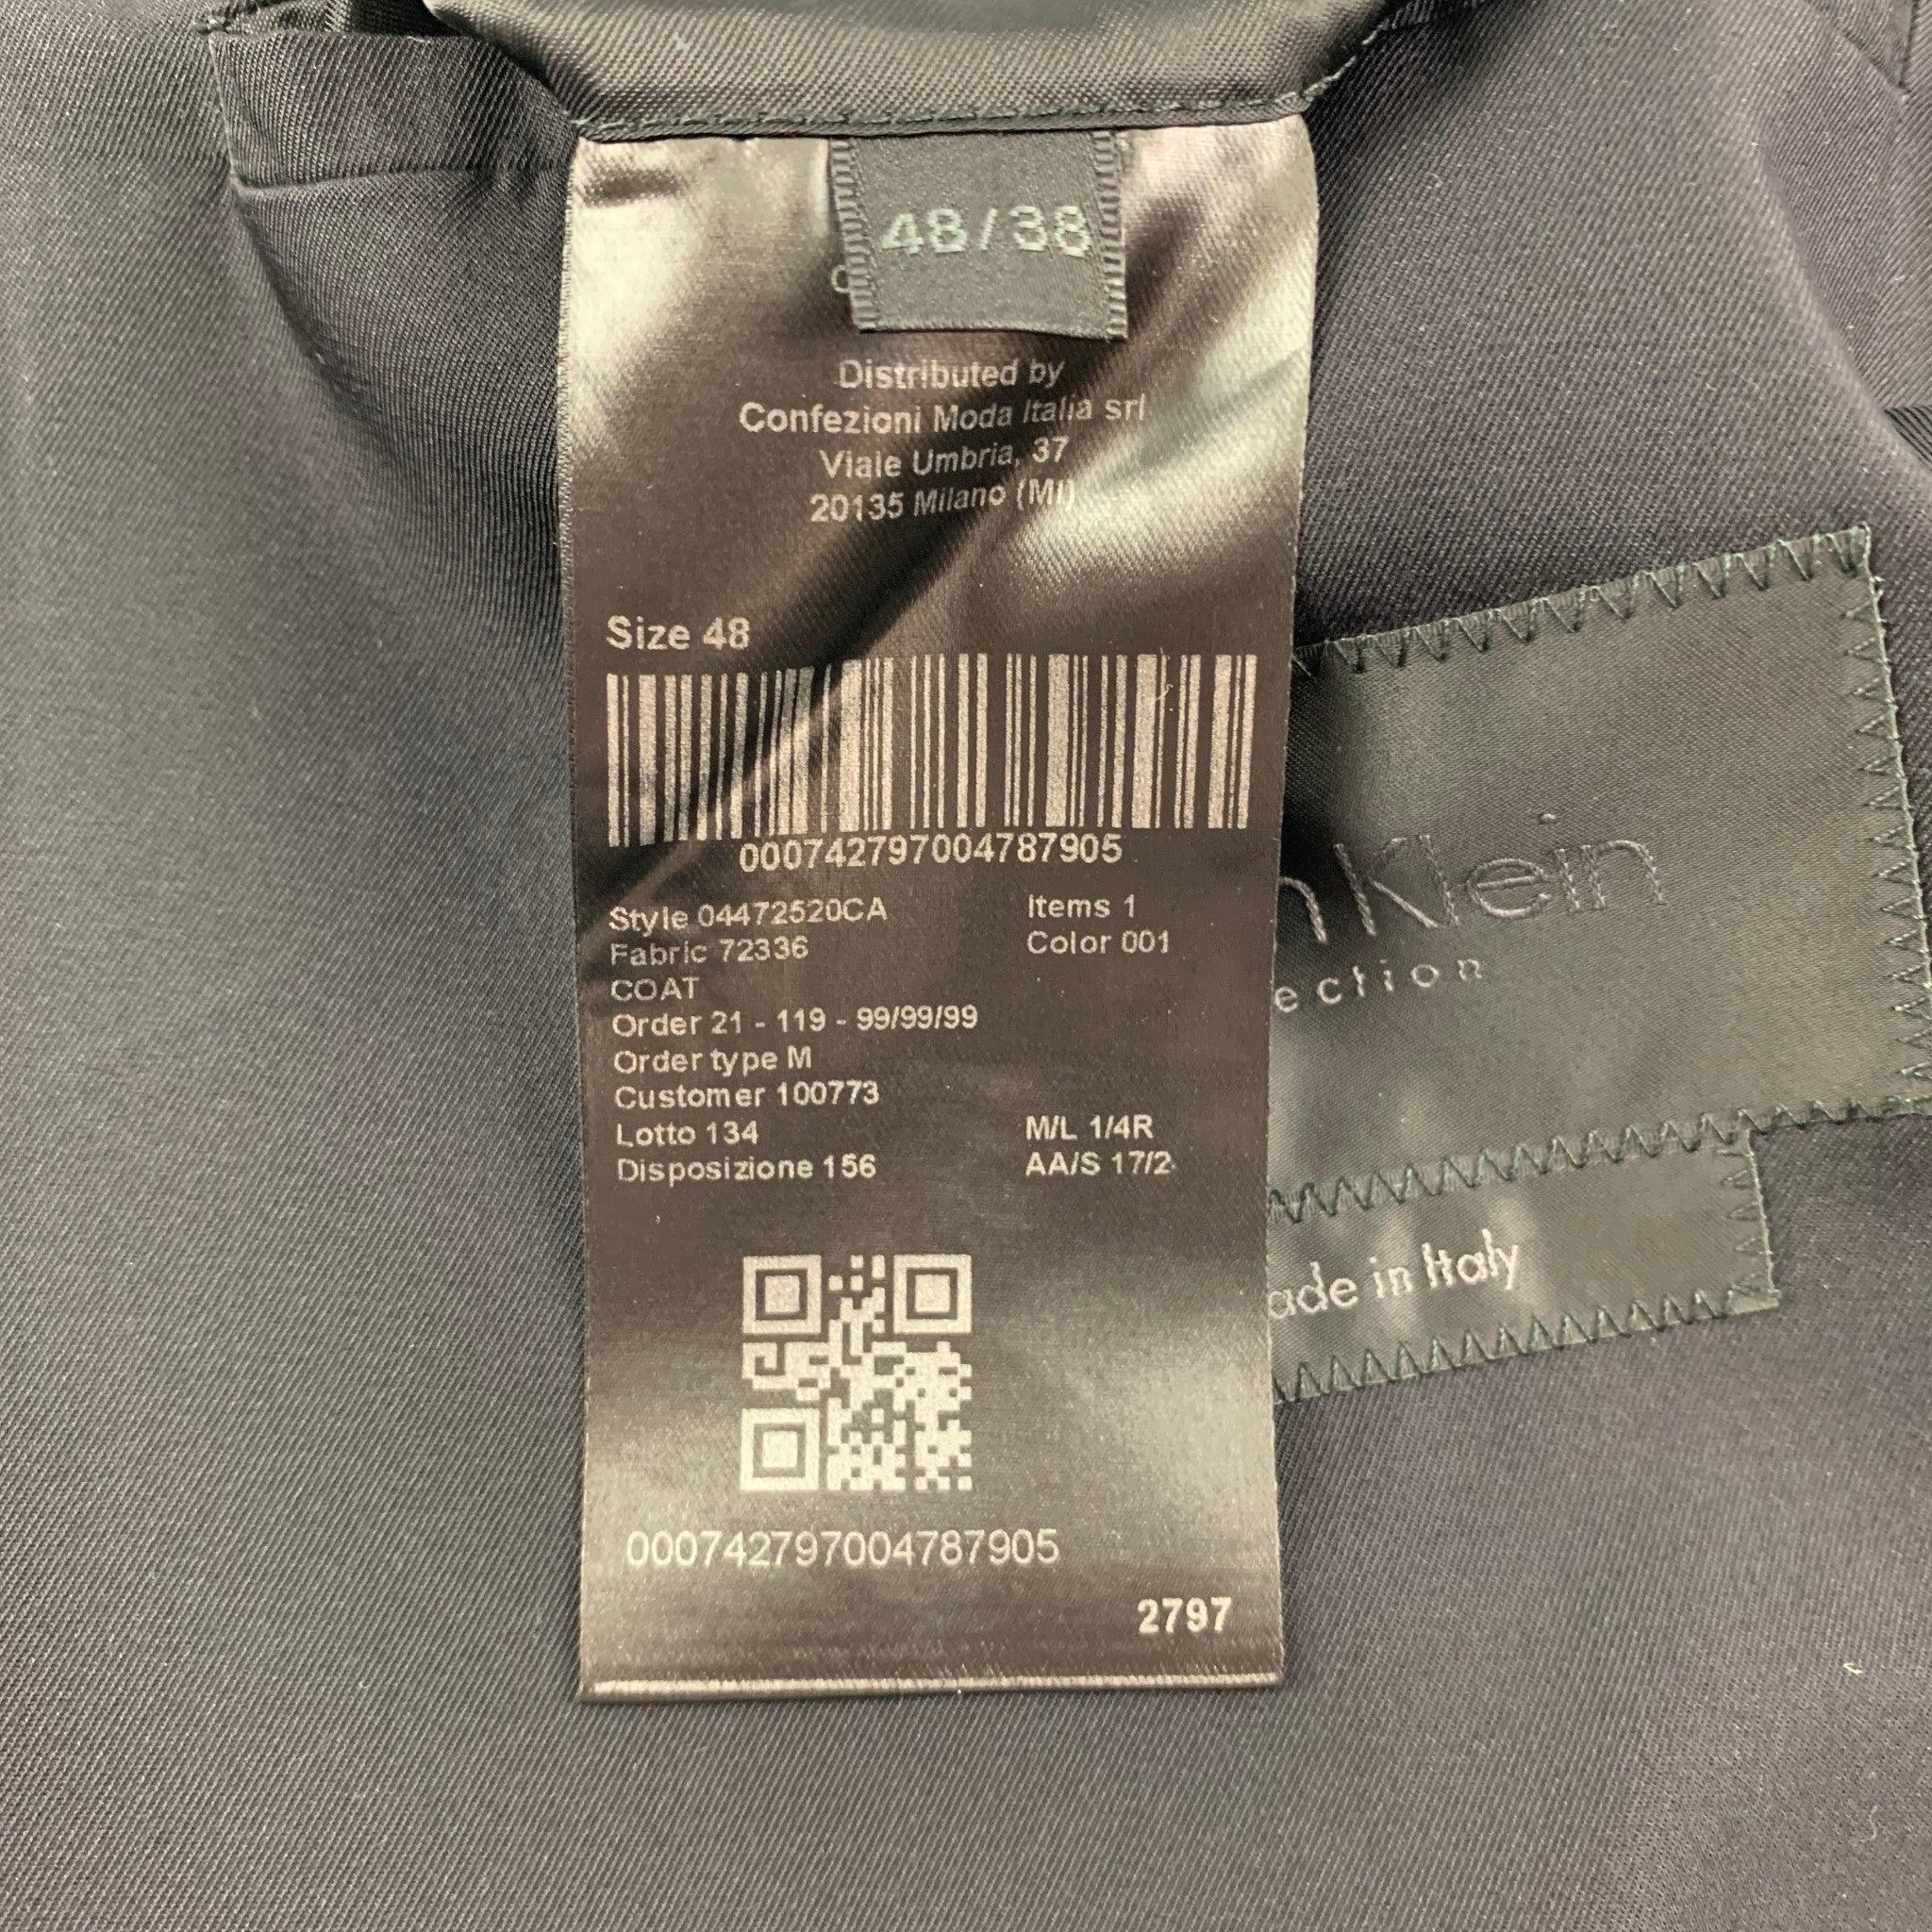 48/38
Distributed by
Confezioni Moda Italia srl
Viale Umbria, 37
20135 Milano (MI)
Size 48
000742797004787905
Style 04472520CA
Items 1
Fabric 72336
Color 001
COAT
Order 21 - 119 - 99/99/99
Order type M
Customer 100773
Lotto 134
M/L 1/4R
Disposizione 156
AA/S 17/2
000742797004787905
2797
n Klein
ection
ade in Italy